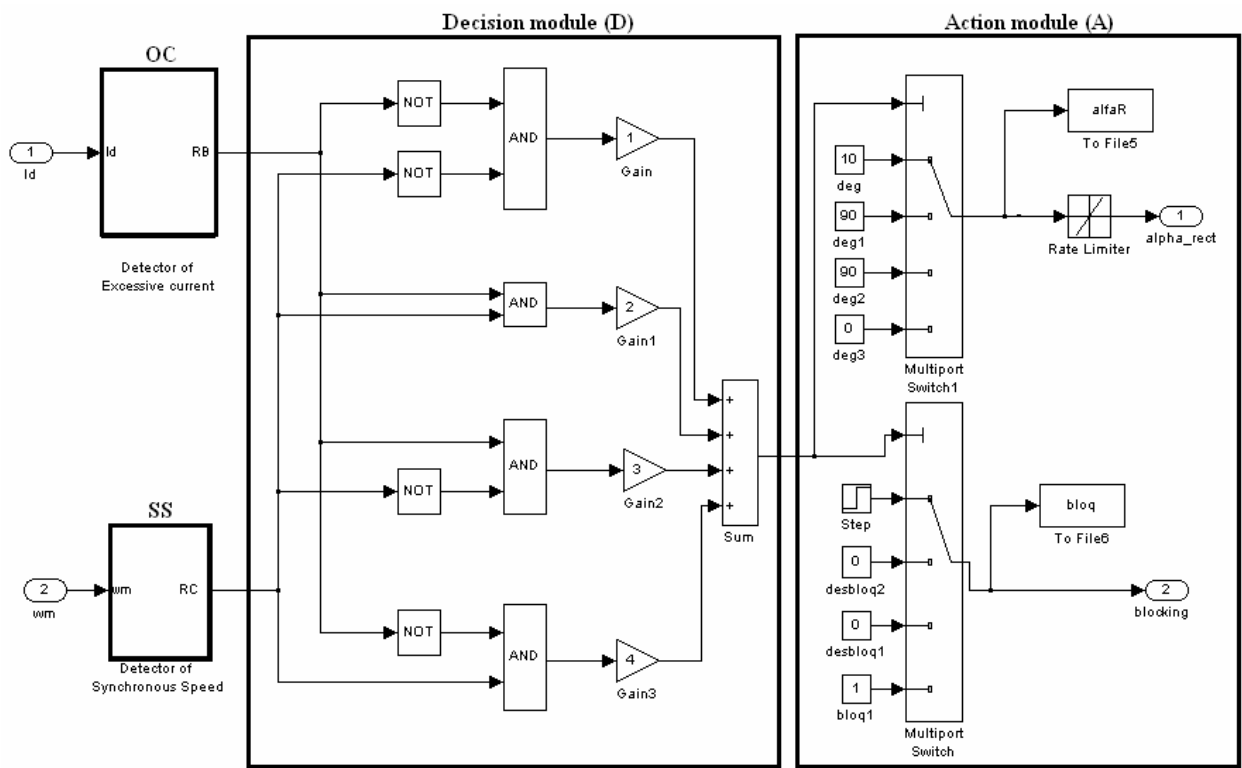 Decision module (D)
Action module (A)
OC
1
Id
Id
RB
Detector of
Excessive current
SS
2
wm
wm
RC
Detector of
Synchronous Speed
NOT
NOT
AND
1
Gain
AND
2
Gain1
NOT
AND
3
Gain2
NOT
AND
4
Gain3
+
+
+
+
Sum
10
deg
90
deg1
90
deg2
0
deg3
Multiport
Switch1
alfaR
To File5
Rate Limiter
1
alpha_rect
Step
0
desbloq2
0
desbloq1
1
bloq1
Multiport
Switch
bloq
To File6
2
blocking